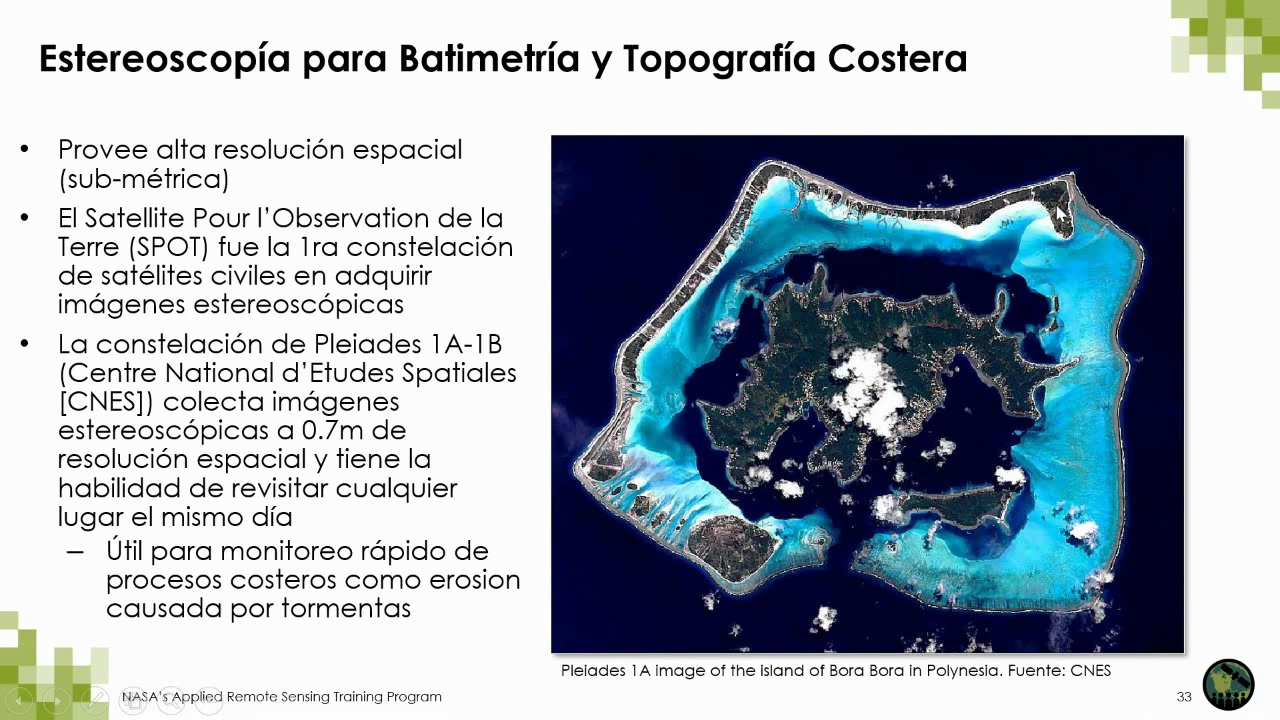 Estereoscopía para Batimetría y Topografía Costera
• Provee alta resolución espacial
(sub-métrica)
• El Satellite Pour l’Observation de la
Terre (SPOT) fue la 1ra constelación
de satélites civiles en adquirir
imágenes estereoscópicas
• La constelación de Pleiades 1A-1B
(Centre National d’Etudes Spatiales
[CNES]) colecta imágenes
estereoscópicas a 0.7m de
resolución espacial y tiene la
habilidad de revisitar cualquier
lugar el mismo día
– Útil para monitoreo rápido de
procesos costeros como erosion
causada por tormentas
Pleiades 1A image of the island of Bora Bora in Polynesia. Fuente: CNES
NASA’s Applied Remote Sensing Training Program
33